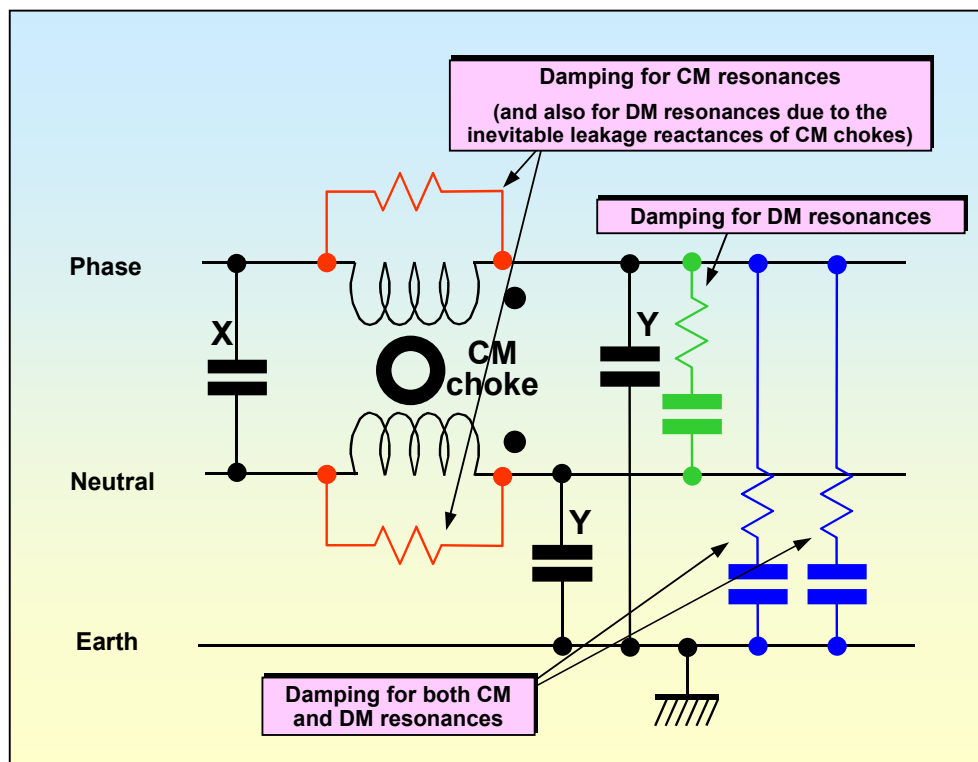 Damping for CM resonances
(and also for DM resonances due to the
inevitable leakage reactances of CM chokes)
Damping for DM resonances
Phase
X
CM
choke
Y
Neutral
Y
Earth
Damping for both CM
and DM resonances